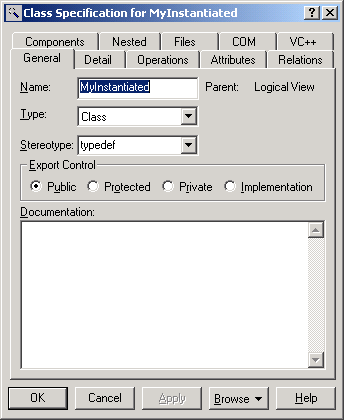 Class Specification for MyInstantiated
Components Nested Files COM VC++
General Detail Operations Attributes Relations
Name: MyInstantiated Parent: Logical View
Type: Class
Stereotype: typedef
Export Control
Public Protected Private Implementation
Documentation:
OK Cancel Apply Browse Help